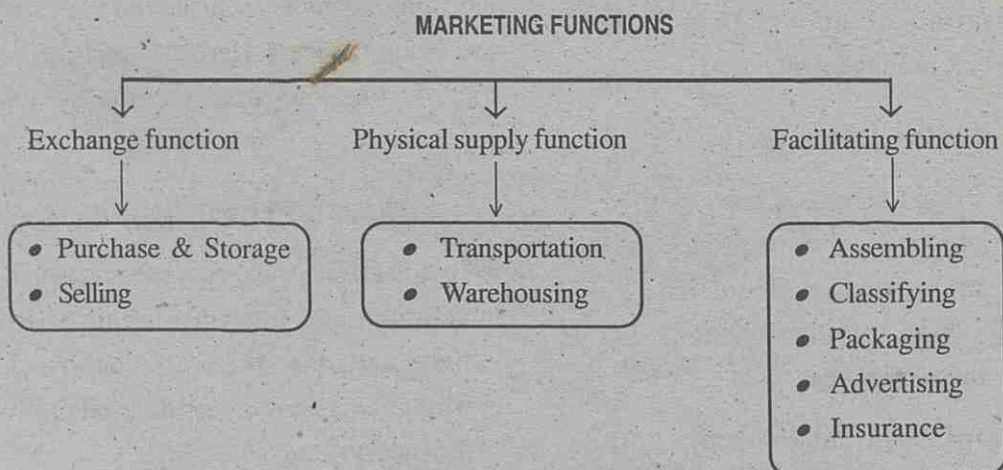 MARKETING FUNCTIONS
Exchange function
Physical supply function
Facilitating function
• Purchase & Storage
• Selling
• Transportation
• Warehousing
• Assembling
• Classifying
• Packaging
• Advertising
• Insurance